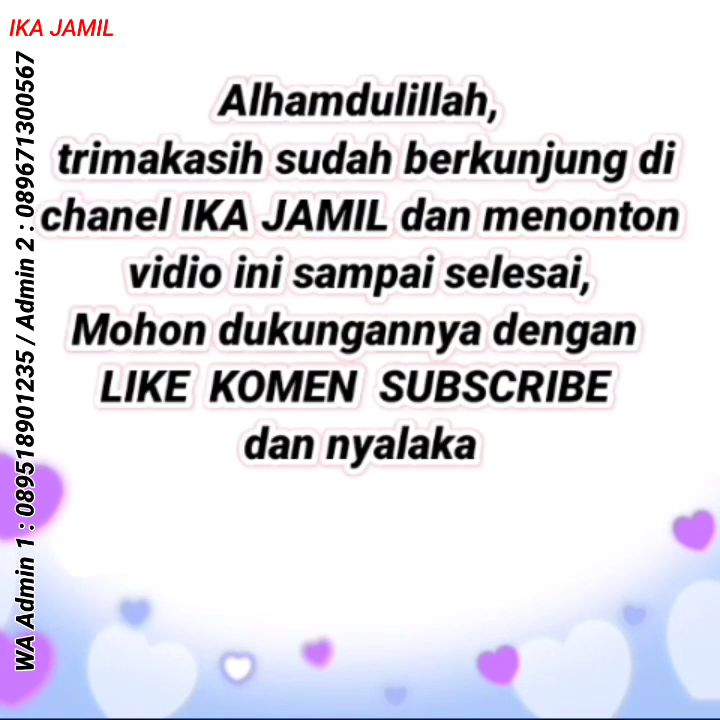 IKA JAMIL
WA Admin 1 : 089518901235 / Admin 2 : 089671300567
Alhamdulillah,
trimakasih sudah berkunjung di
chanel IKA JAMIL dan menonton
vidio ini sampai selesai,
Mohon dukungannya dengan
LIKE KOMEN SUBSCRIBE
dan nyalaka